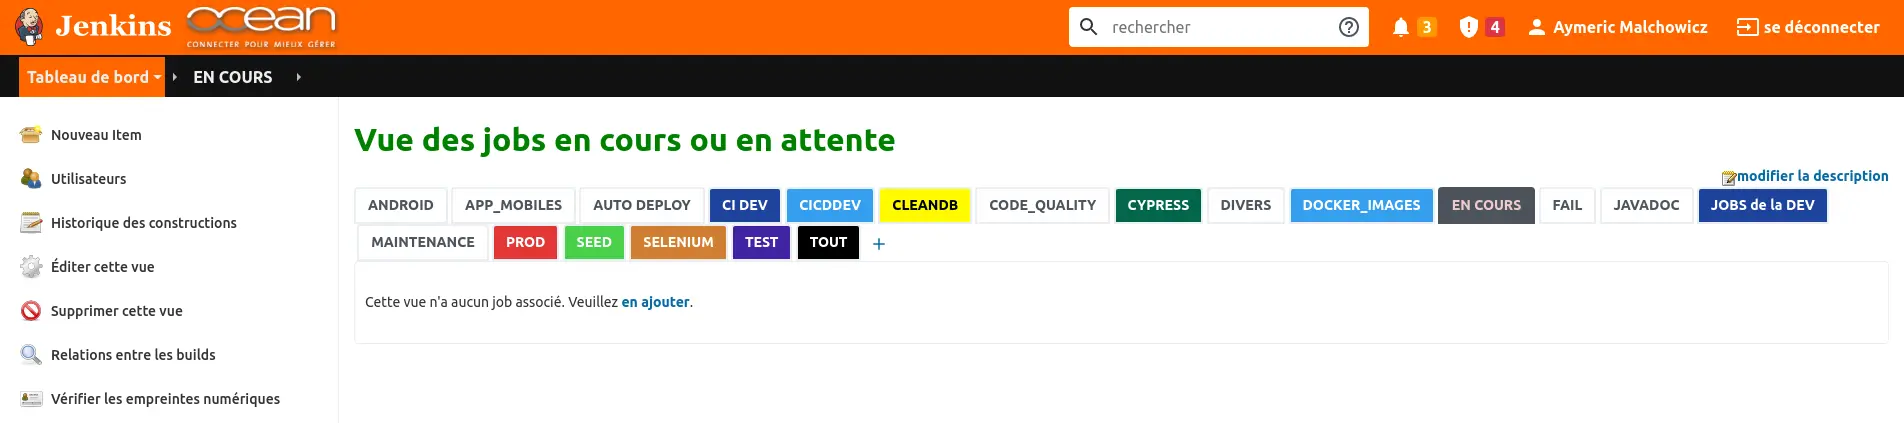 Jenkins ocean
CONNECTER POUR MIEUX GÉRER
rechercher
3
4
Aymeric Malchowicz
se déconnecter
Tableau de bord
EN COURS
Nouveau Item
Utilisateurs
Historique des constructions
Éditer cette vue
Supprimer cette vue
Relations entre les builds
Vérifier les empreintes numériques
Vue des jobs en cours ou en attente
modifier la description
ANDROID APP_MOBILES AUTO DEPLOY CI DEV CICDDEV CLEANDB CODE_QUALITY CYPRESS DIVERS DOCKER_IMAGES EN COURS FAIL JAVADOC JOBS de la DEV
MAINTENANCE PROD SEED SELENIUM TEST TOUT +
Cette vue n'a aucun job associé. Veuillez en ajouter.